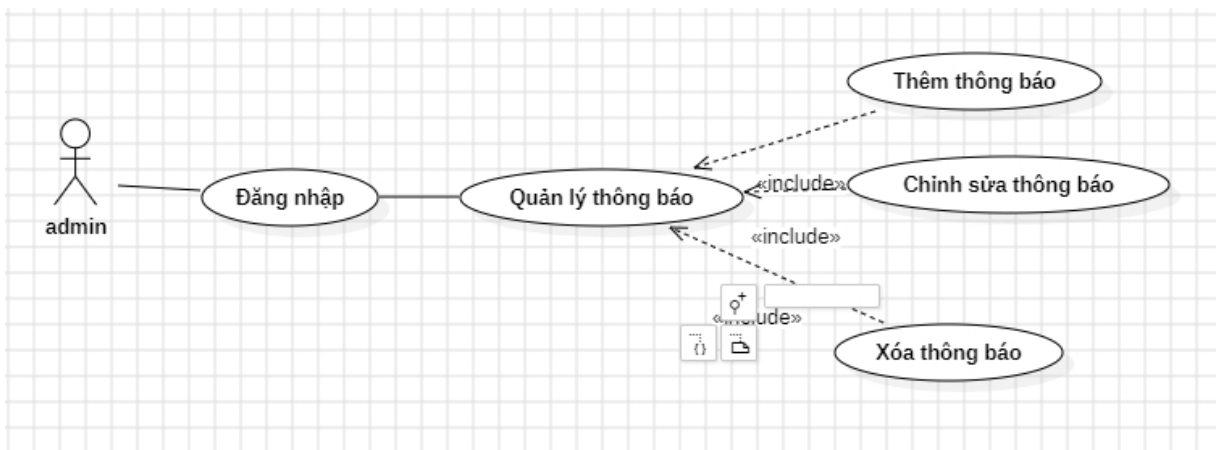 Thêm thông báo
«include»
Chỉnh sửa thông báo
Đăng nhập
Quản lý thông báo
admin
«include»
«include»
Xóa thông báo